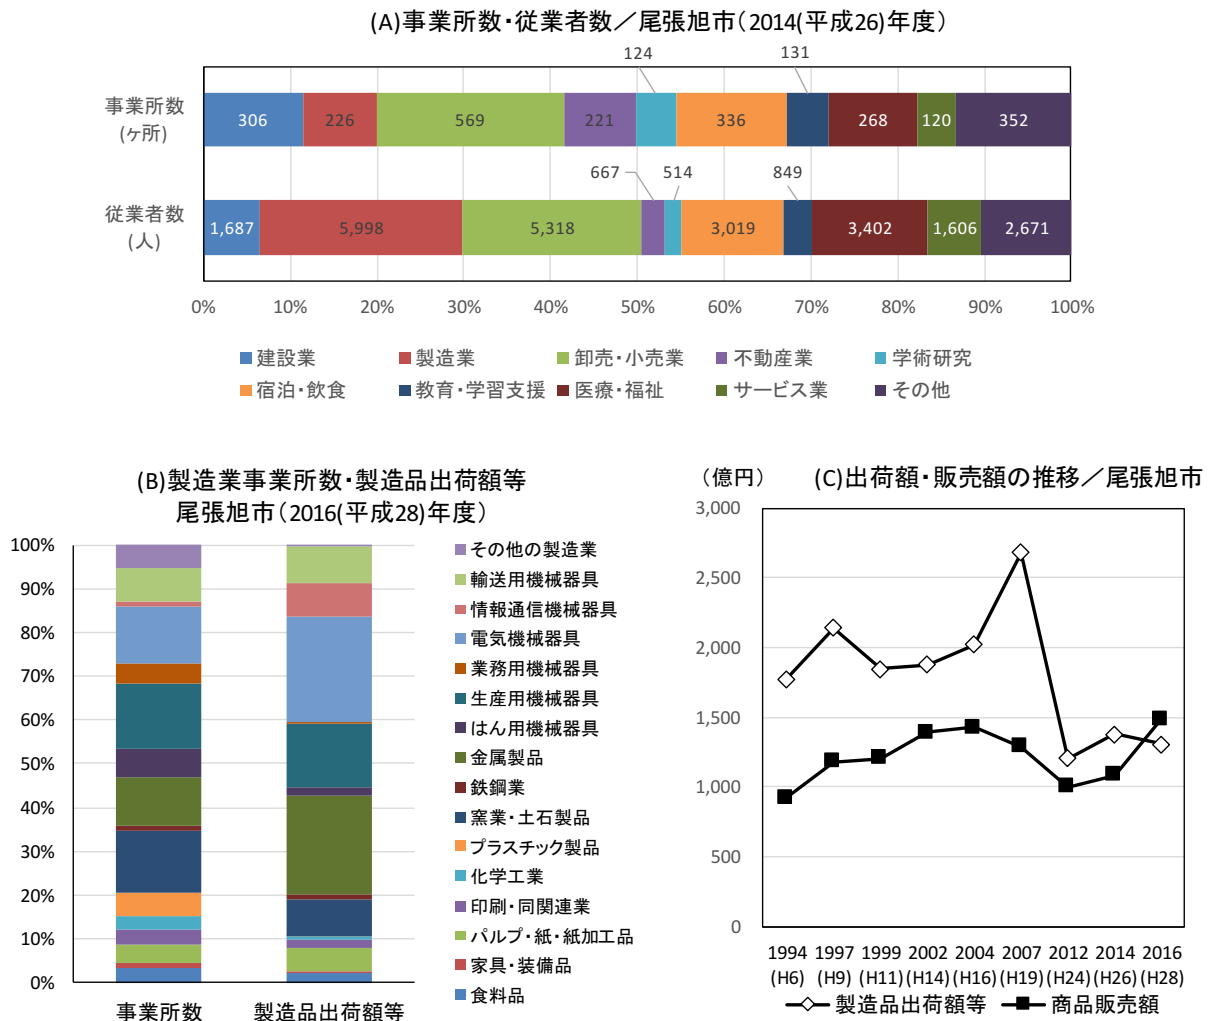 (A)事業所数・従業者数／尾張旭市（2014(平成26)年度）
124
131
事業所数
(ヶ所)
306
226
569
221
336
268
120
352
667
514
849
従業者数
(人)
1,687
5,998
5,318
3,019
3,402
1,606
2,671
0%
10%
20%
30%
40%
50%
60%
70%
80%
90%
100%
建設業
製造業
卸売・小売業
不動産業
学術研究
宿泊・飲食
教育・学習支援
医療・福祉
サービス業
その他
(B)製造業事業所数・製造品出荷額等
尾張旭市（2016(平成28)年度）
100%
90%
80%
70%
60%
50%
40%
30%
20%
10%
0%
事業所数
製造品出荷額等
その他の製造業
輸送用機械器具
情報通信機械器具
電気機械器具
業務用機械器具
生産用機械器具
はん用機械器具
金属製品
鉄鋼業
窯業・土石製品
プラスチック製品
化学工業
印刷・同関連業
パルプ・紙・紙加工品
家具・装備品
食料品
（億円）
(C)出荷額・販売額の推移／尾張旭市
3,000
2,500
2,000
1,500
1,000
500
0
1994 1997 1999 2002 2004 2007 2012 2014 2016
(H6) (H9) (H11) (H14) (H16) (H19) (H24) (H26) (H28)
製造品出荷額等
商品販売額